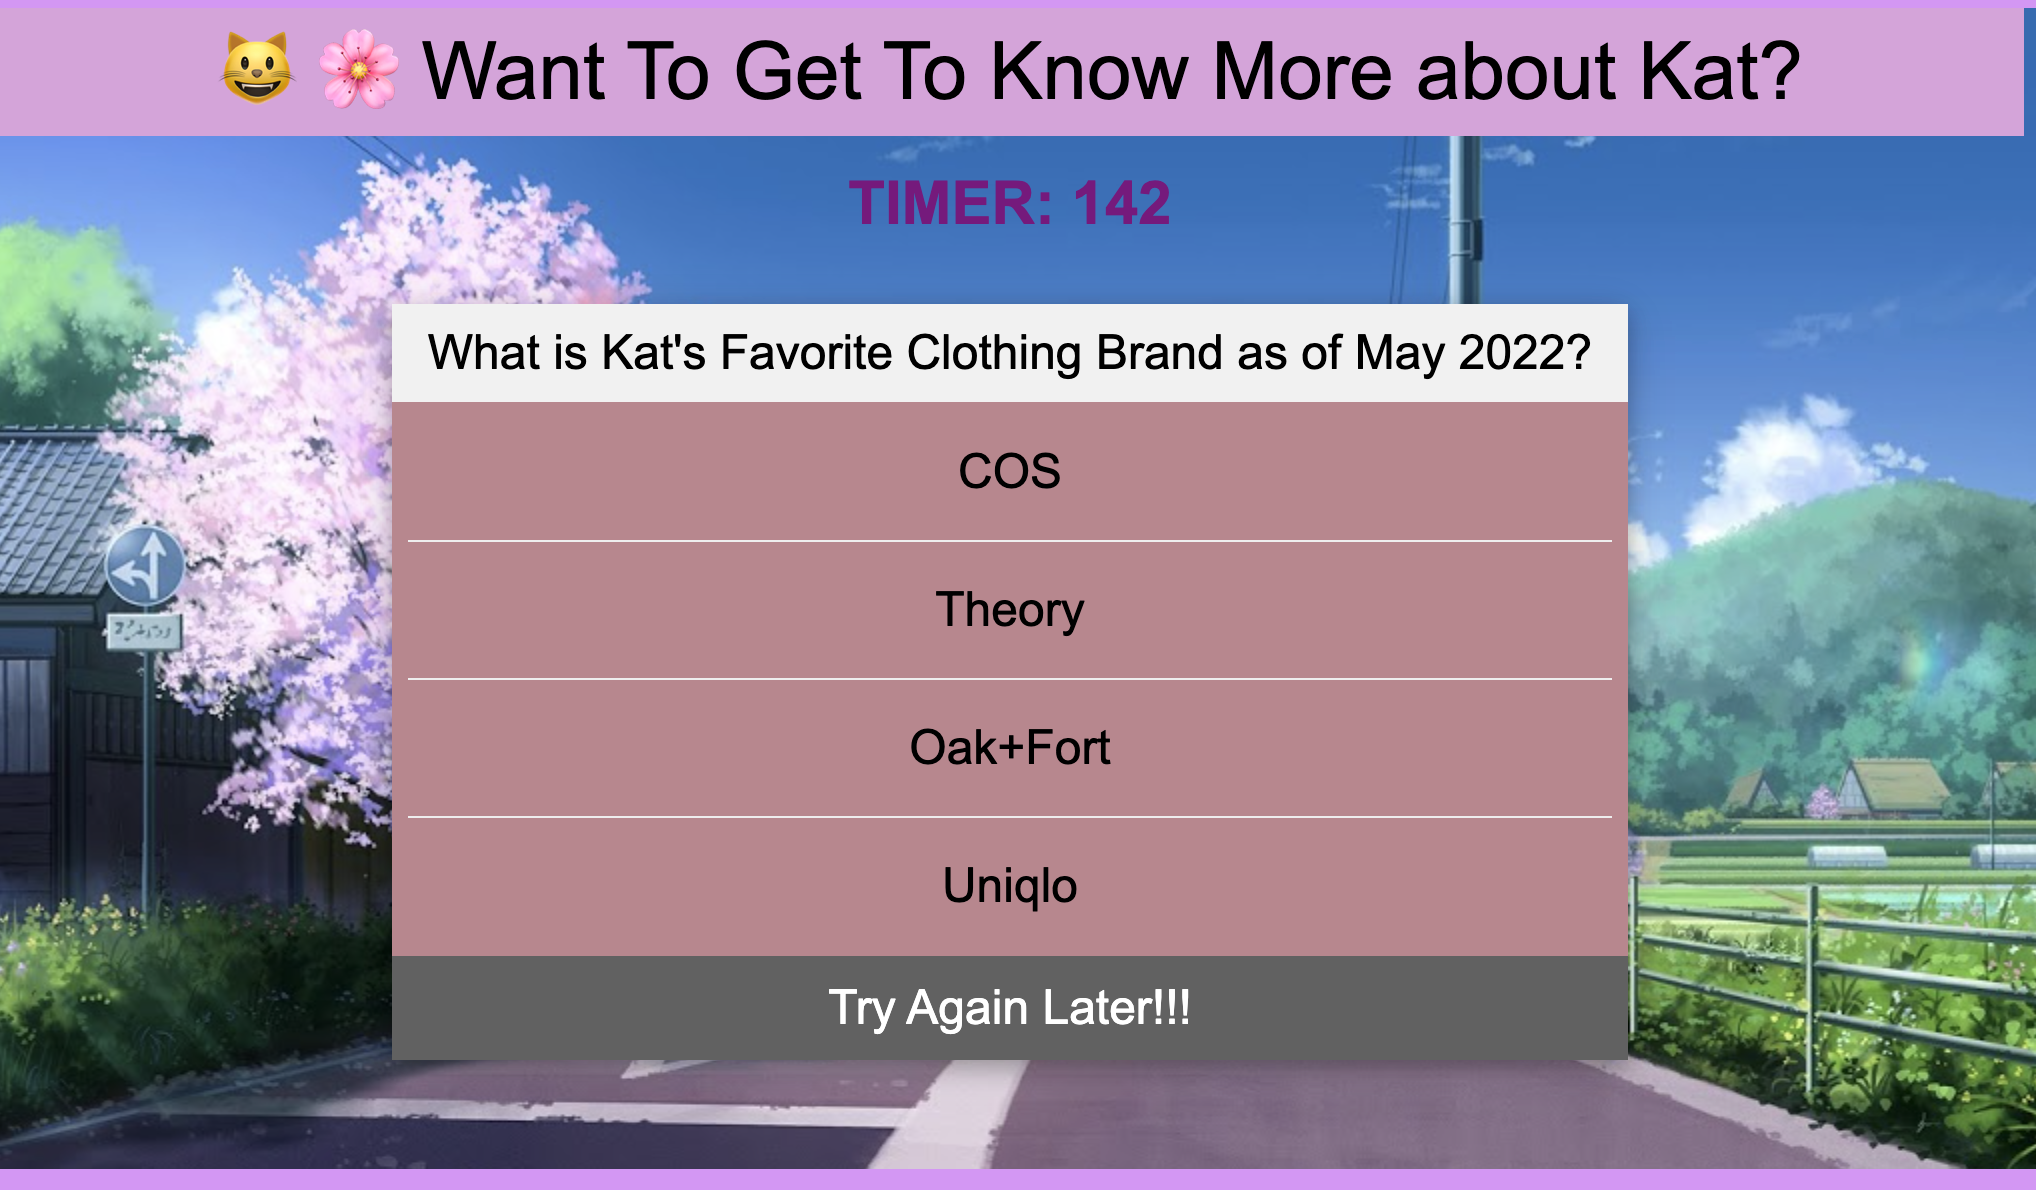 😺 🌸 Want To Get To Know More about Kat?
TIMER: 142
What is Kat's Favorite Clothing Brand as of May 2022?
COS
Theory
Oak+Fort
Uniqlo
Try Again Later!!!